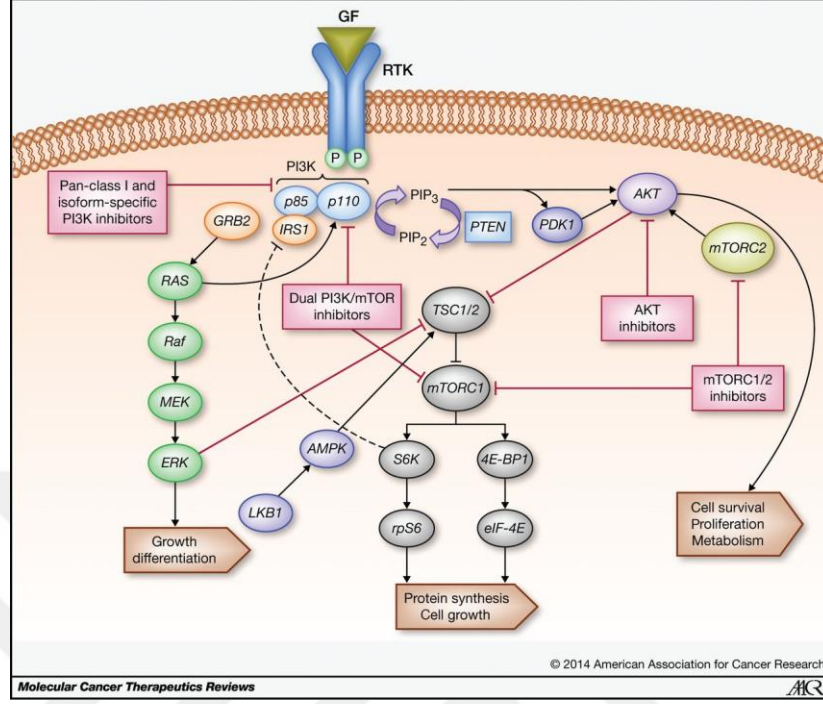 GF
RTK
P
P
PI3K
Pan-class I and
isoform-specific
PI3K inhibitors
p85
p110
IRS1
GRB2
PIP3
PIP2
PTEN
PDK1
AKT
mTORC2
RAS
Dual PI3K/mTOR
inhibitors
TSC1/2
AKT
inhibitors
Raf
mTORC1
mTORC1/2
inhibitors
MEK
ERK
AMPK
S6K
4E-BP1
LKB1
rpS6
eIF-4E
Cell survival
Proliferation
Metabolism
Growth
differentiation
Protein synthesis
Cell growth
© 2014 American Association for Cancer Research
Molecular Cancer Therapeutics Reviews
AACR